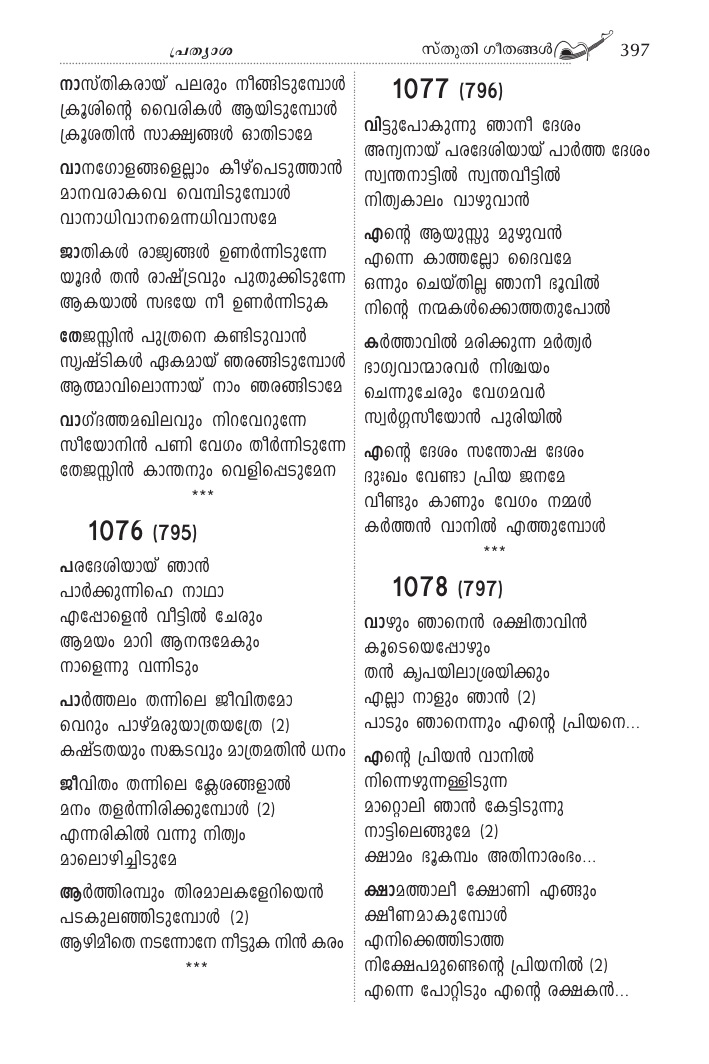 പ്രത്യാശ
സ്തുതി ഗീതങ്ങൾ 397
നാസ്തികരായ് പലരും നീങ്ങിടുമ്പോൾ
ക്രൂശിന്റെ വൈരികൾ ആയിടുമ്പോൾ
ക്രൂശതിൻ സാക്ഷ്യങ്ങൾ ഓതിടാമേ
വാനഗോളങ്ങളെല്ലാം കീഴ്പെടുത്താൻ
മാനവരാകവെ വെമ്പിടുമ്പോൾ
വാനാധിവാനമെന്നധിവാസമേ
ജാതികൾ രാജ്യങ്ങൾ ഉണർന്നിടുന്നേ
യൂദർ തൻ രാഷ്ട്രവും പുതുക്കിടുന്നേ
ആകയാൽ സഭയേ നീ ഉണർന്നിടുക
തേജസ്സിൻ പുത്രനെ കണ്ടിടുവാൻ
സൃഷ്ടികൾ ഏകമായ് ഞരങ്ങിടുമ്പോൾ
ആത്മാവിലൊന്നായ് നാം ഞരങ്ങിടാമേ
വാഗ്ദത്തമഖിലവും നിറവേറുന്നേ
സീയോനിൻ പണി വേഗം തീർന്നിടുന്നേ
തേജസ്സിൻ കാന്തനും വെളിപ്പെടുമേന
***
1076 (795)
പരദേശിയായ് ഞാൻ
പാർക്കുന്നിഹെ നാഥാ
എപ്പോളെൻ വീട്ടിൽ ചേരും
ആമയം മാറി ആനന്ദമേകും
നാളെന്നു വന്നിടും
പാർത്തലം തന്നിലെ ജീവിതമോ
വെറും പാഴ്മരുയാത്രയത്രേ (2)
കഷ്ടതയും സങ്കടവും മാത്രമതിൻ ധനം
ജീവിതം തന്നിലെ ക്ലേശങ്ങളാൽ
മനം തളർന്നിരിക്കുമ്പോൾ (2)
എന്നരികിൽ വന്നു നിത്യം
മാലൊഴിച്ചിടുമേ
ആർത്തിരമ്പും തിരമാലകളേറിയെൻ
പടകുലഞ്ഞിടുമ്പോൾ (2)
ആഴിമീതെ നടന്നോനേ നീട്ടുക നിൻ കരം
***
1077 (796)
വിട്ടുപോകുന്നു ഞാനീ ദേശം
അന്യനായ് പരദേശിയായ് പാർത്ത ദേശം
സ്വന്തനാട്ടിൽ സ്വന്തവീട്ടിൽ
നിത്യകാലം വാഴുവാൻ
എന്റെ ആയുസ്സു മുഴുവൻ
എന്നെ കാത്തല്ലോ ദൈവമേ
ഒന്നും ചെയ്തില്ല ഞാനീ ഭൂവിൽ
നിന്റെ നന്മകൾക്കൊത്തതുപോൽ
കർത്താവിൽ മരിക്കുന്ന മർത്യർ
ഭാഗ്യവാന്മാരവർ നിശ്ചയം
ചെന്നുചേരും വേഗമവർ
സ്വർഗ്ഗസീയോൻ പുരിയിൽ
എന്റെ ദേശം സന്തോഷ ദേശം
ദുഃഖം വേണ്ടാ പ്രിയ ജനമേ
വീണ്ടും കാണും വേഗം നമ്മൾ
കർത്തൻ വാനിൽ എത്തുമ്പോൾ
***
1078 (797)
വാഴും ഞാനെൻ രക്ഷിതാവിൻ
കൂടെയെപ്പോഴും
തൻ കൃപയിലാശ്രയിക്കും
എല്ലാ നാളും ഞാൻ (2)
പാടും ഞാനെന്നും എന്റെ പ്രിയനെ...
എന്റെ പ്രിയൻ വാനിൽ
നിന്നെഴുന്നള്ളിടുന്ന
മാറ്റൊലി ഞാൻ കേട്ടിടുന്നു
നാട്ടിലെങ്ങുമേ (2)
ക്ഷാമം ഭൂകമ്പം അതിനാരംഭം...
ക്ഷാമത്താലീ ക്ഷോണി എങ്ങും
ക്ഷീണമാകുമ്പോൾ
എനിക്കെത്തിടാത്ത
നിക്ഷേപമുണ്ടെന്റെ പ്രിയനിൽ (2)
എന്നെ പോറ്റിടും എന്റെ രക്ഷകൻ...